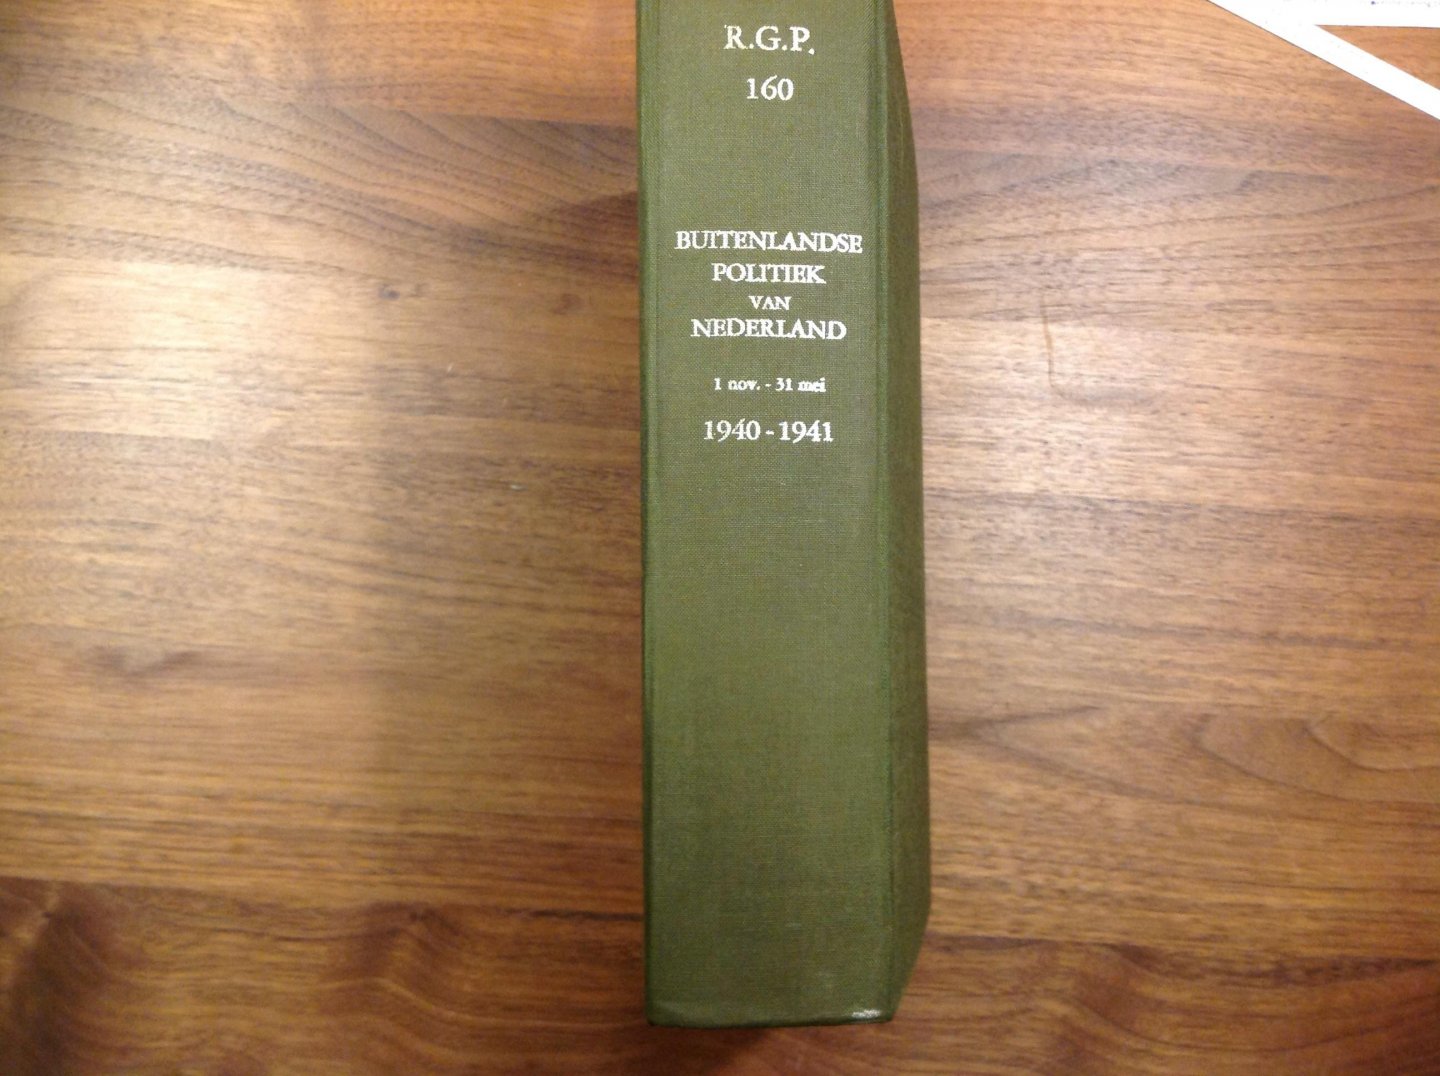 R.G.P.
160
BUITENLANDSE
POLITIEK
VAN
NEDERLAND
1 nov. - 31 mei
1940 - 1941